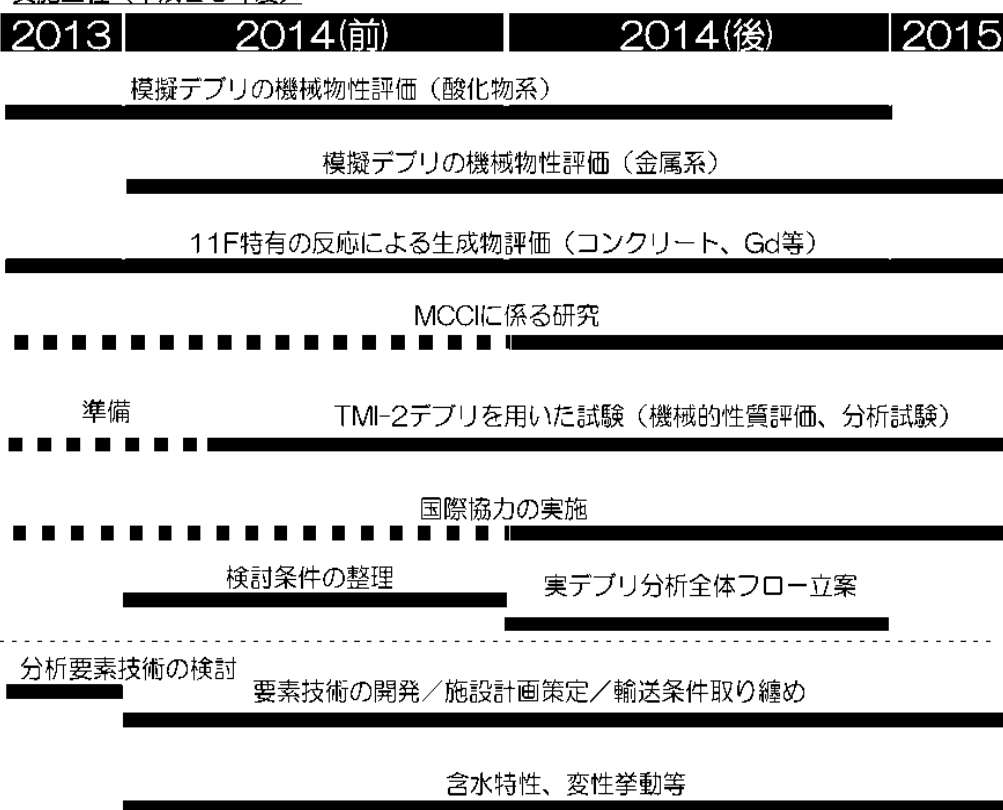 2013 2014(前) 2014(後) 2015
模擬デブリの機械物性評価（酸化物系）
模擬デブリの機械物性評価（金属系）
11F特有の反応による生成物評価（コンクリート、Gd等）
MCCIに係る研究
準備
TMI-2デブリを用いた試験（機械的性質評価、分析試験）
国際協力の実施
検討条件の整理
実デブリ分析全体フロー立案
分析要素技術の検討
要素技術の開発／施設計画策定／輸送条件取り纏め
含水特性、変性挙動等